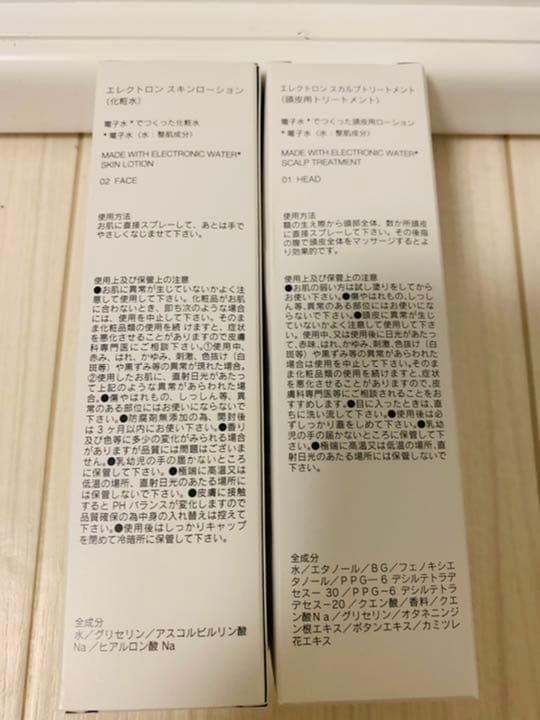 エレクトロン スキンローション
（化粧水）
電子水*でつくった化粧水
*電子水（水：整肌成分）
MADE WITH ELECTRONIC WATER*
SKIN LOTION
02 FACE
使用方法
お肌に直接スプレーして、あとは手で
やさしくなじませて下さい。
使用上及び保管上の注意
●お肌に異常が生じていないかよく注
意して使用して下さい。化粧品がお肌
に合わないとき、即ち次のような場合
には、使用を中止して下さい。そのま
ま化粧品類の使用を続けますと、症状
を悪化させることがありますので皮膚
科専門医にご相談下さい。①使用中、
赤み、はれ、かゆみ、刺激、色抜け（白
斑等）や黒ずみ等の異常が現れた場合。
②使用したお肌に、直射日光があたっ
て上記のような異常があらわれた場
合。●傷やはれもの、しっしん等、異
常のある部位にはお使いにならないで
下さい。●防腐剤無添加の為、開封後
は３ヶ月以内にお使い下さい。●香り
及び色等に多少の変化がみられる場合
がありますが品質には問題はございま
せん。●乳幼児の手の届かないところ
に保管して下さい。●極端に高温又は
低温の場所、直射日光のあたる場所に
は保管しないで下さい。●皮膚に接触
するとPHバランスが変化しますので
品質確保の為中身の入れ替えは控えて
下さい。●使用後はしっかりキャップ
を閉めて冷暗所に保管して下さい。
全成分
水／グリセリン／アスコルビルリン酸
Na／ヒアルロン酸Na
エレクトロン スカルプトリートメント
（頭皮用トリートメント）
電子水*でつくった頭皮用ローション
*電子水（水：整肌成分）
MADE WITH ELECTRONIC WATER*
SCALP TREATMENT
01 HEAD
使用方法
額の生え際から頭部全体、数か所頭皮
に直接スプレーして下さい。その後指
の腹で頭皮全体をマッサージするとよ
り効果的です。
使用上及び保管上の注意
●お肌の弱い方は試し塗りをしてから
お使い下さい。●傷やはれもの、しっし
ん等、異常のある部位にはお使いにな
らないで下さい。●頭皮に異常が生じ
ていないかよく注意して使用して下さ
い。使用中、又は使用後に日光があたっ
て、赤味、はれ、かゆみ、刺激、色抜け（白
斑等）や黒ずみ等の異常があらわれた
場合は使用を中止して下さい。そのまま
化粧品類の使用を続けますと、症状
を悪化させることがありますので、皮
膚科専門医等にご相談されることをお
すすめします。●目に入ったときは、直
ちに洗い流して下さい。●使用後は必
ずしっかり蓋をしめて下さい。●乳幼
児の手の届かないところに保管して下
さい。●極端に高温又は低温の場所、直
射日光のあたる場所には保管しないで
下さい。
全成分
水／エタノール／ＢＧ／フェノキシエ
タノール／ＰＰＧ－６デシルテトラデ
セス－30／ＰＰＧ－6デシルテトラ
デセス－20／クエン酸／香料／クエ
ン酸Na／グリセリン／オタネニンジ
ン根エキス／ボタンエキス／カミツレ
花エキス